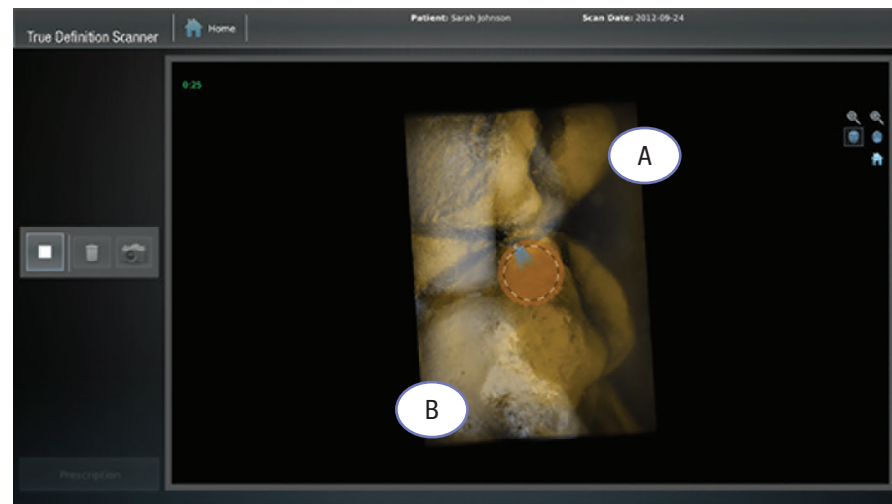 Patient: Sarah Johnson Scan Date: 2012-09-24
True Definition Scanner Home
0:25
A
B
Prescription